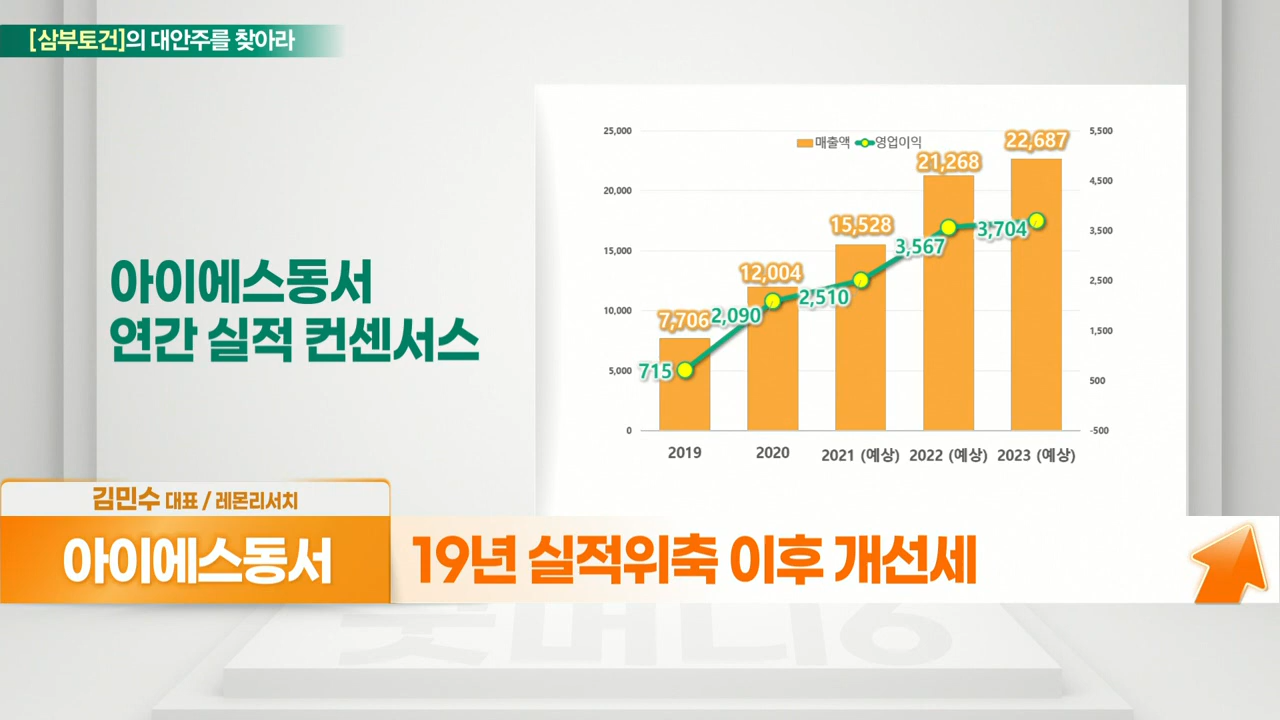 [삼부토건]의 대안주를 찾아라
아이에스동서
연간 실적 컨센서스
매출액 영업이익
25,000
20,000
15,000
10,000
5,000
0
5,500
4,500
3,500
2,500
1,500
500
-500
7,706
12,004
15,528
21,268
22,687
715
2,090
2,510
3,567
3,704
2019 2020 2021 (예상) 2022 (예상) 2023 (예상)
김민수 대표 / 레몬리서치
아이에스동서
19년 실적위축 이후 개선세
머니6